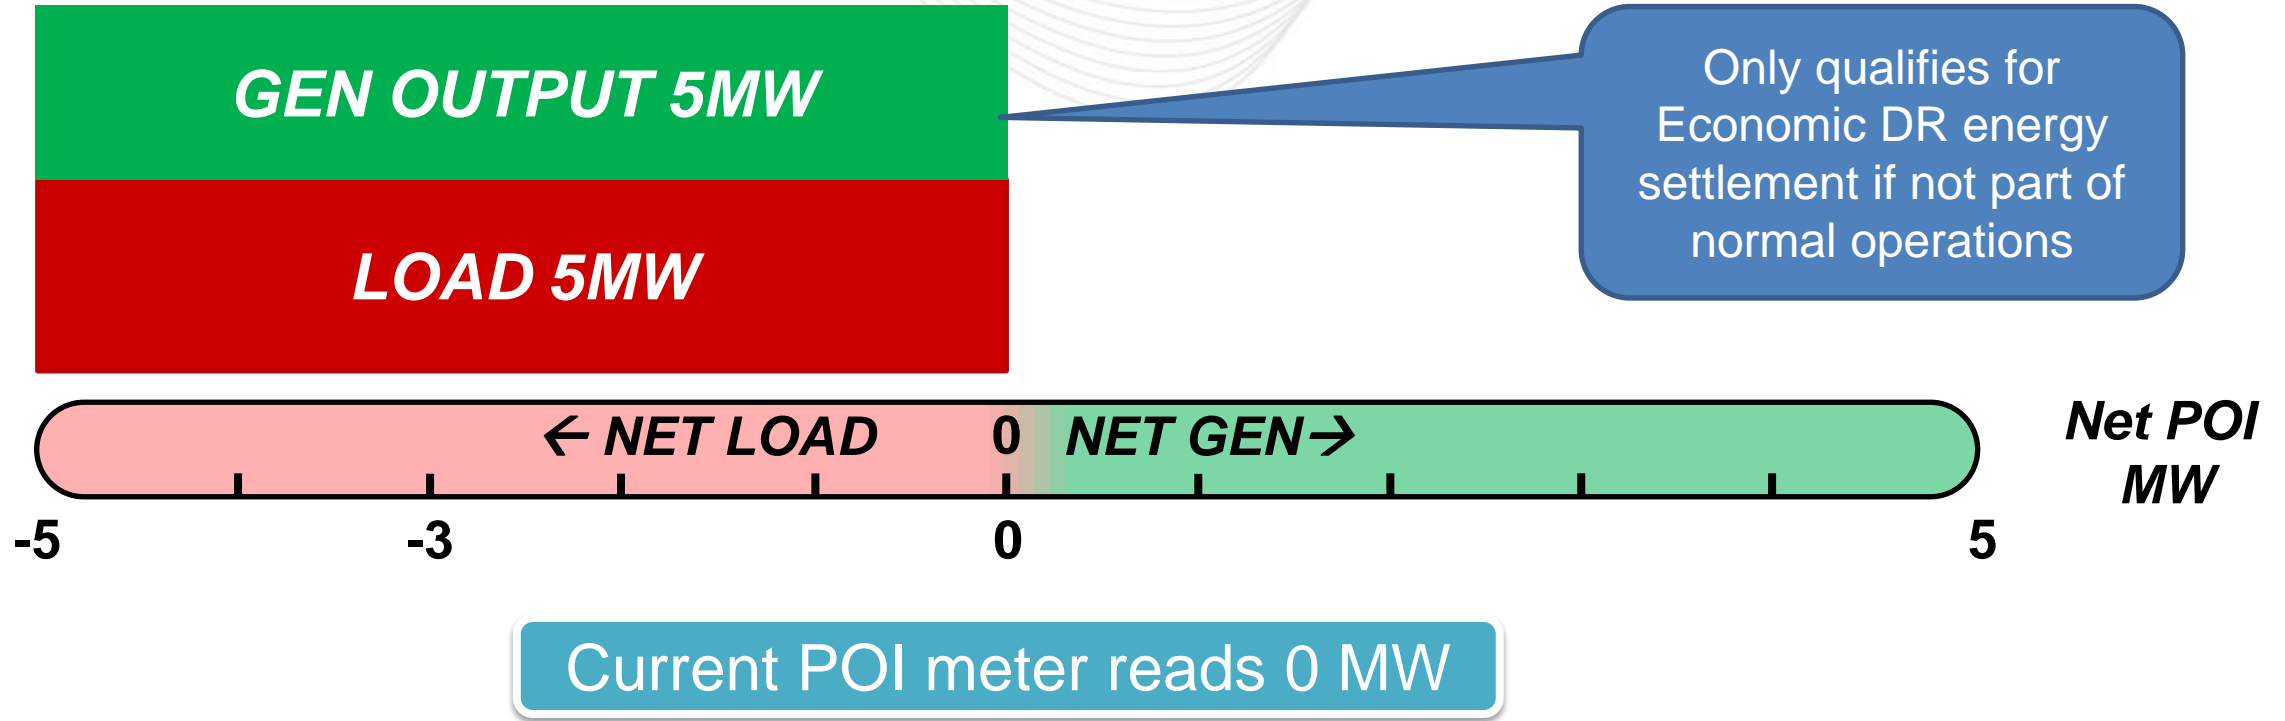 GEN OUTPUT 5MW
Only qualifies for
Economic DR energy
settlement if not part of
normal operations
LOAD 5MW
← NET LOAD 0 NET GEN→
Net POI
MW
-5 -3 0 5
Current POI meter reads 0 MW